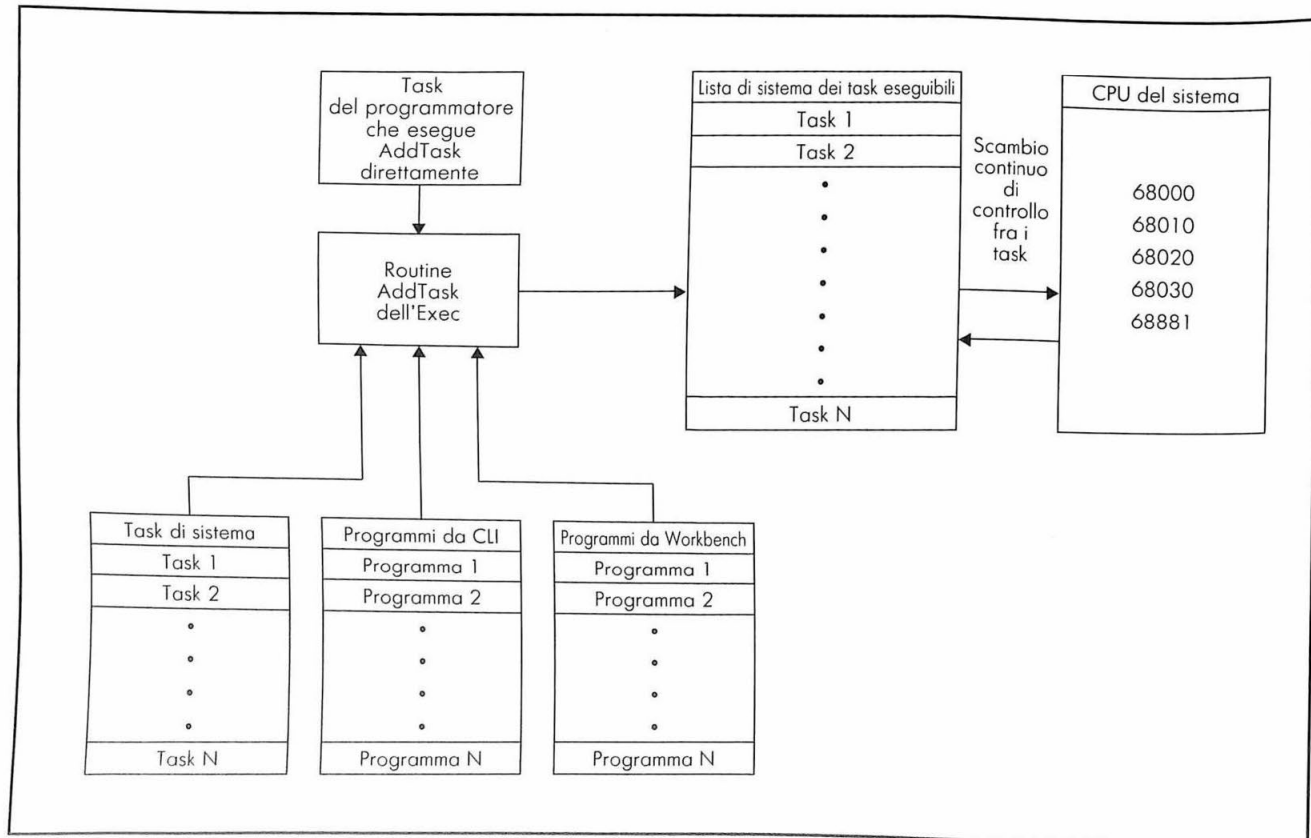 Task
del programmatore
che esegue
AddTask
direttamente
Routine
AddTask
dell'Exec
Lista di sistema dei task eseguibili
Task 1
Task 2
Task N
Scambio
continuo
di
controllo
fra i
task
CPU del sistema
68000
68010
68020
68030
68881
Task di sistema
Task 1
Task 2
Task N
Programmi da CLI
Programma 1
Programma 2
Programma N
Programmi da Workbench
Programma 1
Programma 2
Programma N